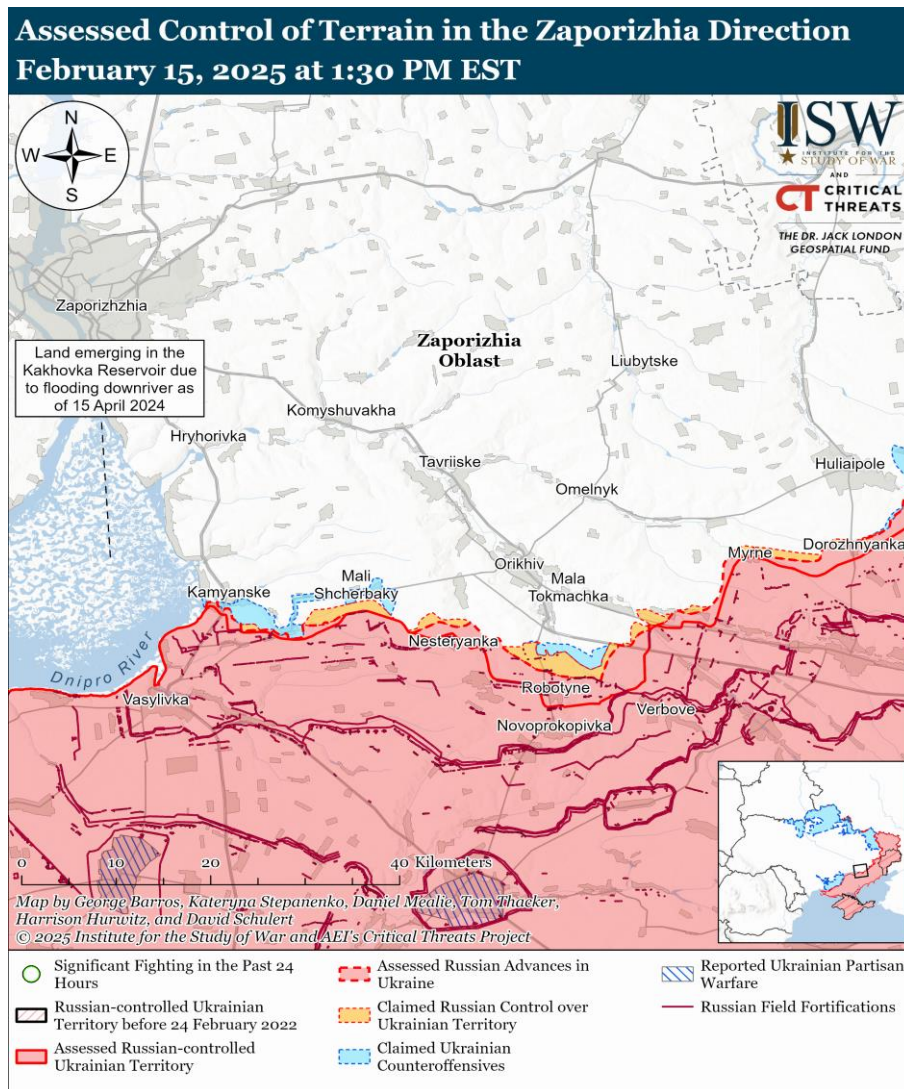 Assessed Control of Terrain in the Zaporizhia Direction
February 15, 2025 at 1:30 PM EST
N
W E
S
ISW
INSTITUTE FOR THE
STUDY OF WAR
AND
CT CRITICAL
THREATS
THE DR. JACK LONDON
GEOSPATIAL FUND
Zaporizhzhia
Land emerging in the
Kakhovka Reservoir due
to flooding downriver as
of 15 April 2024
Zaporizhia
Oblast
Liubytske
Komyshuvakha
Hryhorivka
Tavriiske
Huliaipole
Omelnyk
Orikhiv
Myrne
Dorozhnyanka
Kamyanske
Mali
Shcherbaky
Mala
Tokmachka
Nesteryanka
Dnipro River
Vasylivka
Robotyne
Novoprokopivka
Verbove
0 10 20 40 Kilometers
Map by George Barros, Kateryna Stepanenko, Daniel Mealie, Tom Thacker,
Harrison Hurwitz, and David Schulert
© 2025 Institute for the Study of War and AEI's Critical Threats Project
Significant Fighting in the Past 24
Hours
Russian-controlled Ukrainian
Territory before 24 February 2022
Assessed Russian-controlled
Ukrainian Territory
Assessed Russian Advances in
Ukraine
Claimed Russian Control over
Ukrainian Territory
Claimed Ukrainian
Counteroffensives
Reported Ukrainian Partisan
Warfare
Russian Field Fortifications